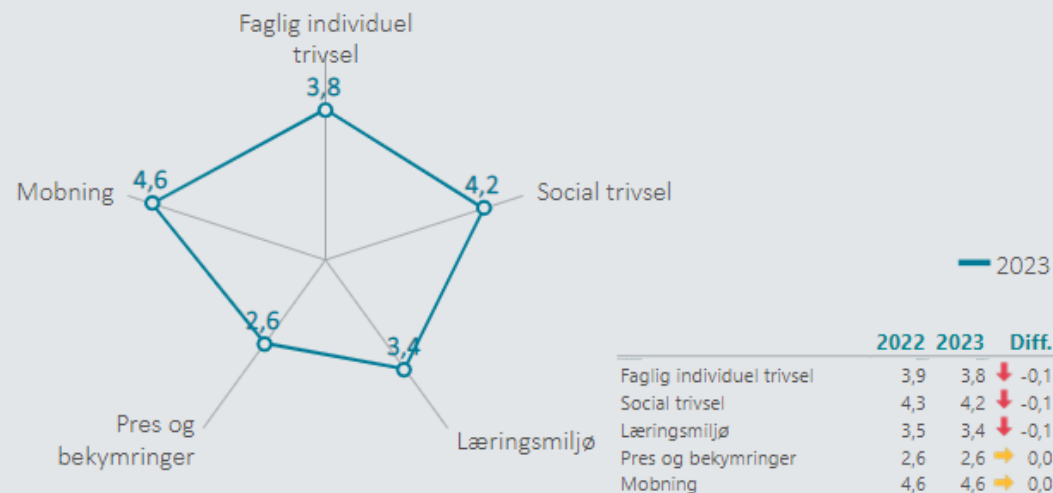 Faglig individuel
trivsel
3,8
Mobning
4,6
4,2
Social trivsel
2,6
3,4
Pres og
bekymringer
Læringsmiljø
2023
2022 2023 Diff.
Faglig individuel trivsel 3,9 3,8 -0,1
Social trivsel 4,3 4,2 -0,1
Læringsmiljø 3,5 3,4 -0,1
Pres og bekymringer 2,6 2,6 0,0
Mobning 4,6 4,6 0,0